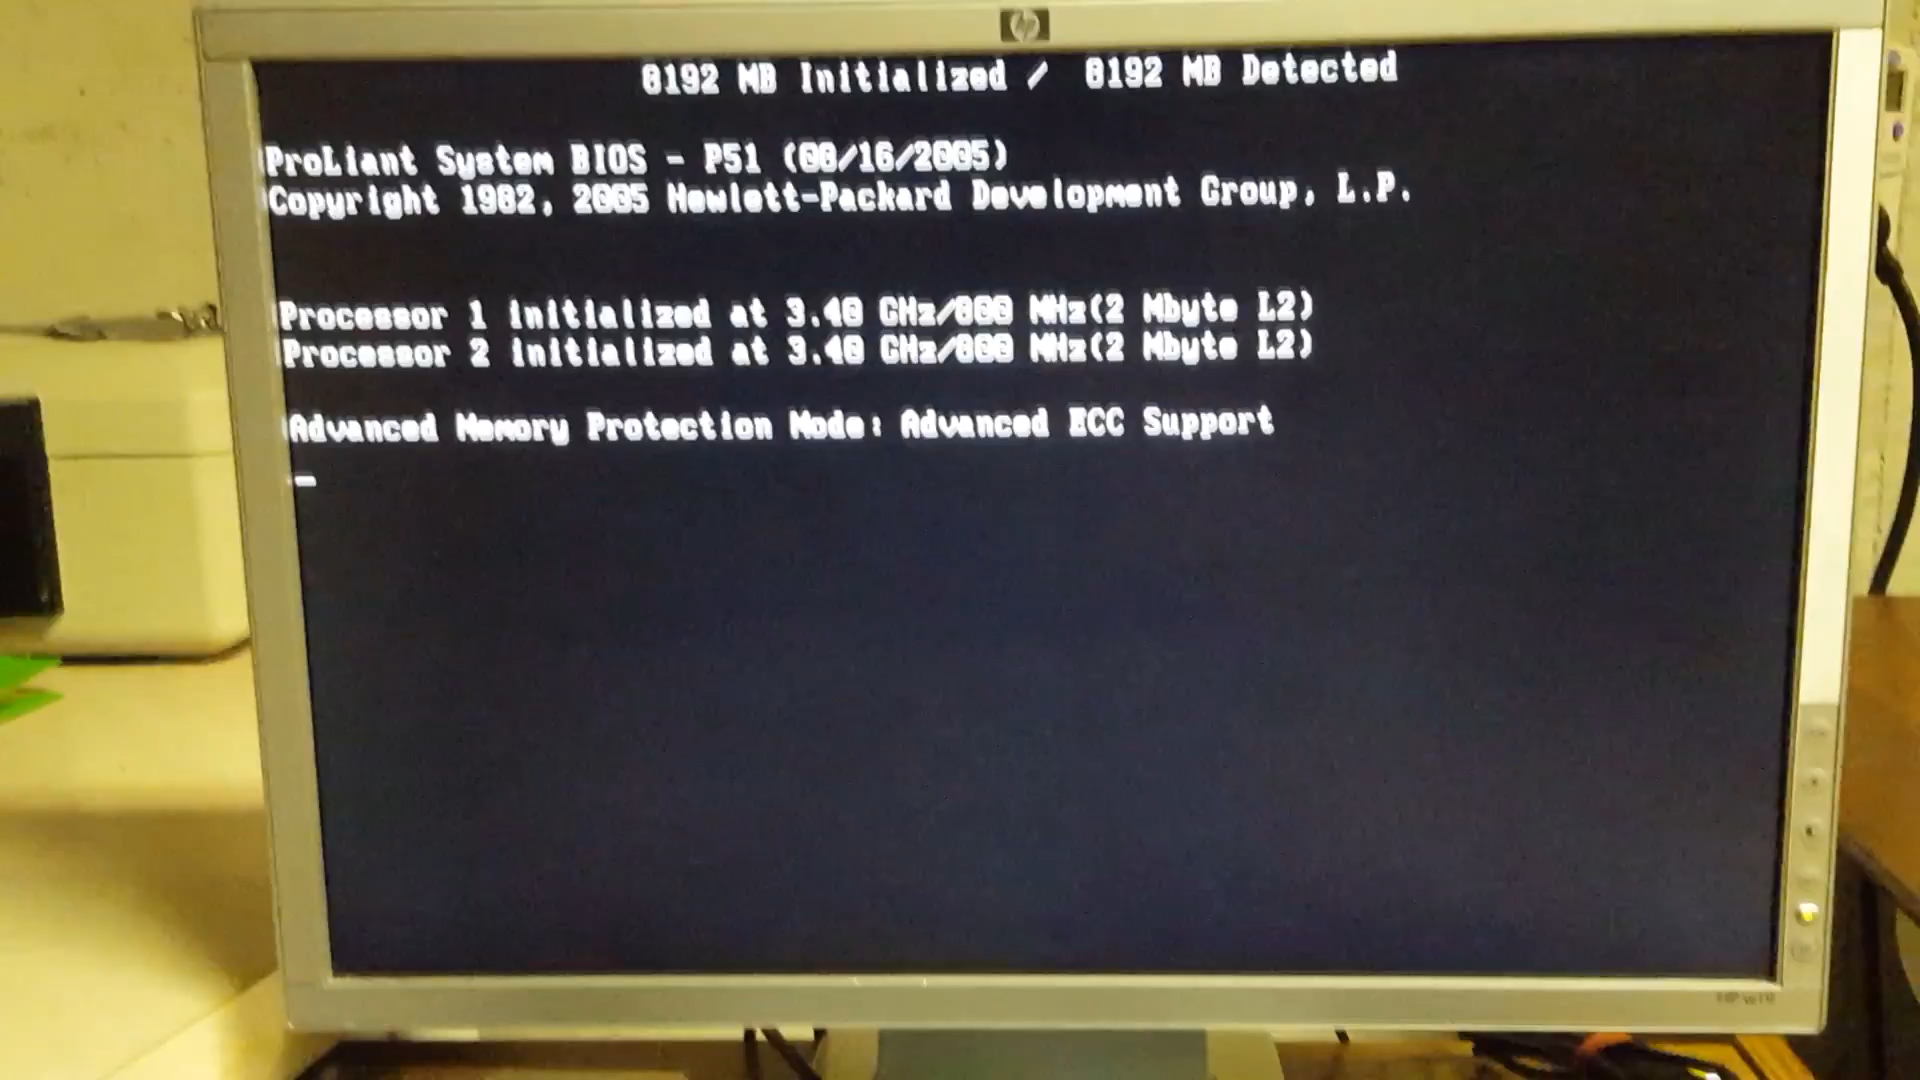 hp
8192 MB Initialized / 8192 MB Detected
ProLiant System BIOS - P51 (08/16/2005)
Copyright 1982, 2005 Hewlett-Packard Development Group, L.P.
Processor 1 initialized at 3.40 GHz/800 MHz(2 Mbyte L2)
Processor 2 initialized at 3.40 GHz/800 MHz(2 Mbyte L2)
Advanced Memory Protection Mode: Advanced ECC Support